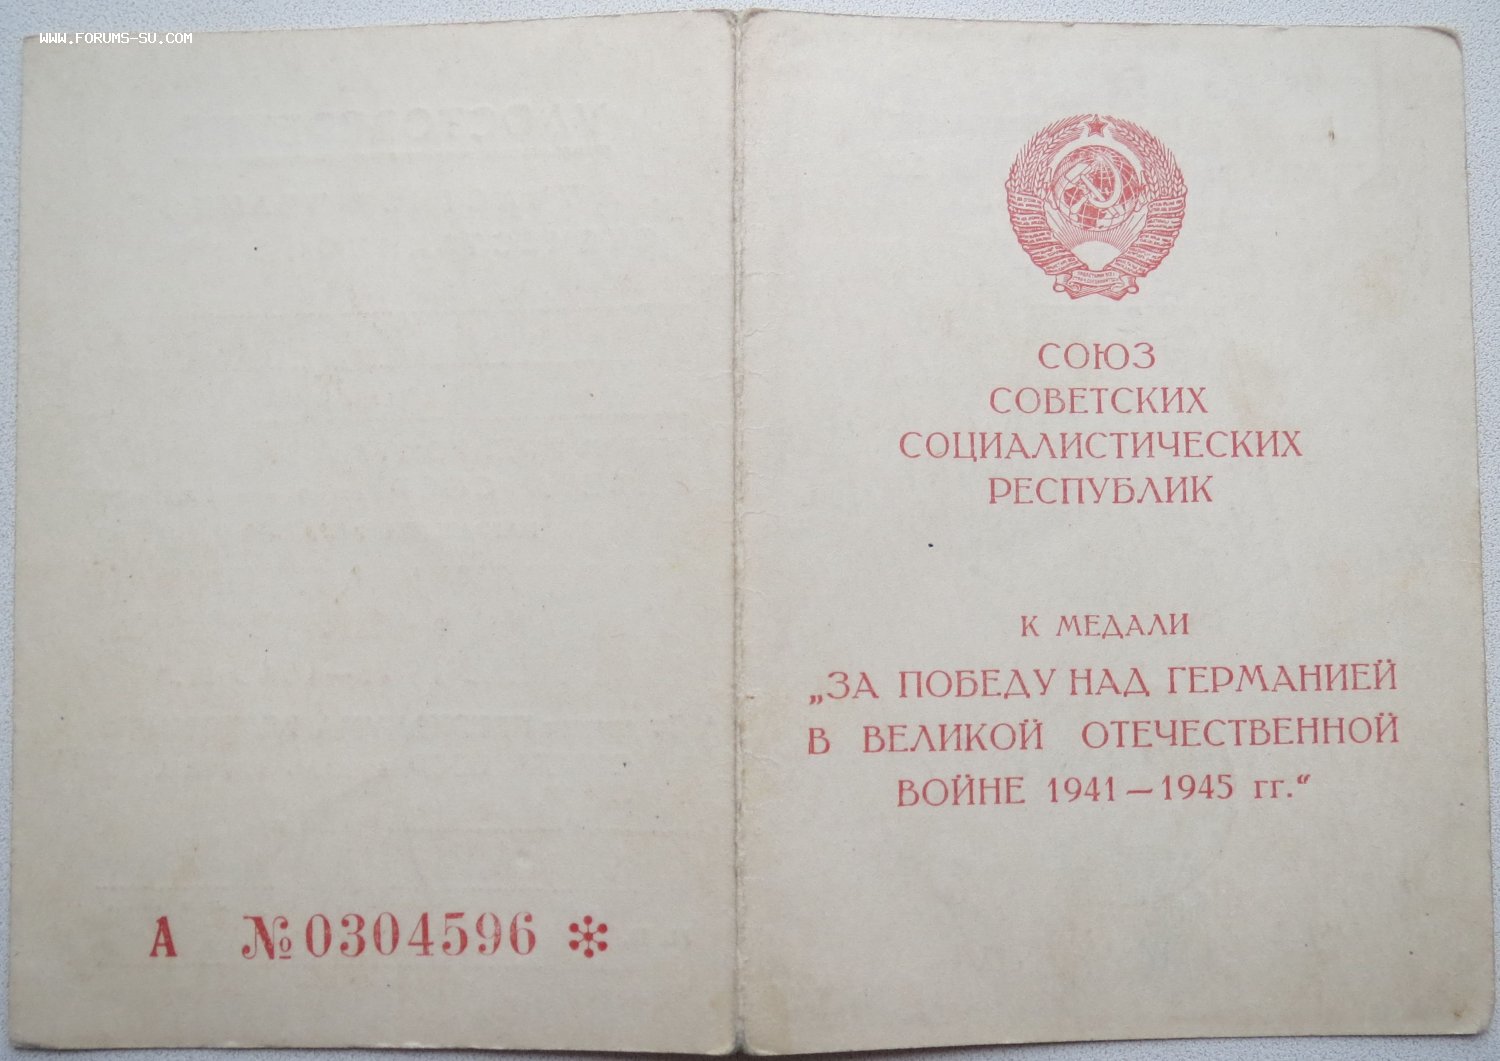 WWW.FORUMS-SU.COM
СОЮЗ
СОВЕТСКИХ
СОЦИАЛИСТИЧЕСКИХ
РЕСПУБЛИК
К МЕДАЛИ
„ЗА ПОБЕДУ НАД ГЕРМАНИЕЙ
В ВЕЛИКОЙ ОТЕЧЕСТВЕННОЙ
ВОЙНЕ 1941—1945 гг.“
А №0304596